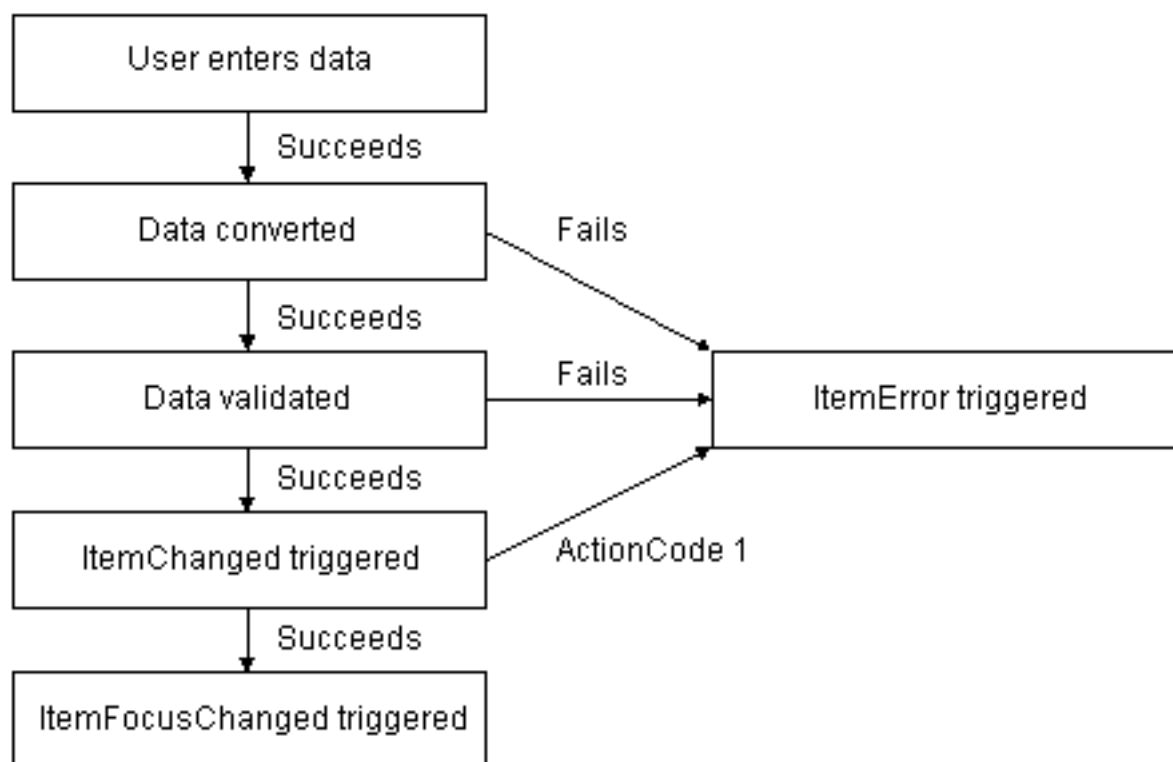 User enters data
Succeeds
Data converted
Fails
Succeeds
Data validated
Fails
ItemError triggered
Succeeds
ItemChanged triggered
ActionCode 1
Succeeds
ItemFocusChanged triggered